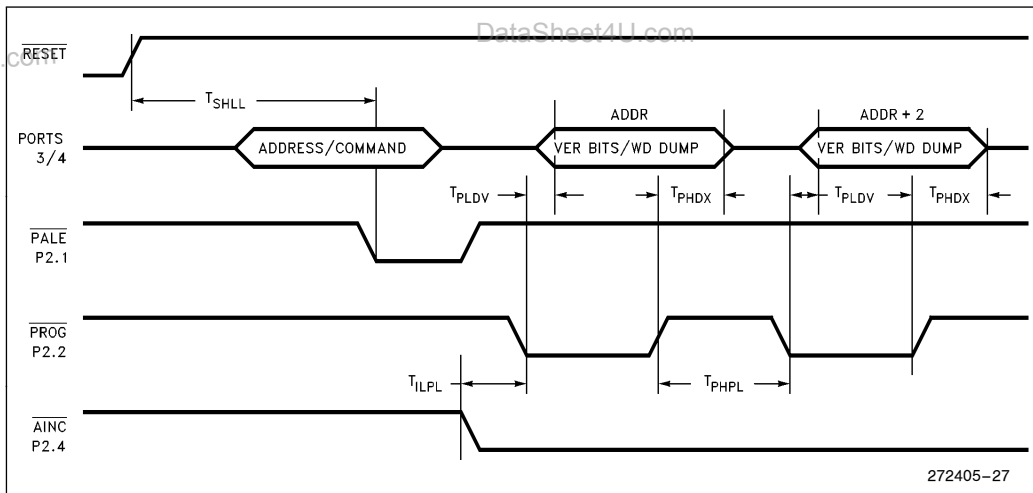 DataSheet4U.com
.com
RESET
T_SHLL
ADDR
ADDR + 2
PORTS
3/4
ADDRESS/COMMAND
VER BITS/WD DUMP
VER BITS/WD DUMP
T_PLDV
T_PHDX
T_PLDV
T_PHDX
PALE
P2.1
PROG
P2.2
T_ILPL
T_PHPL
AINC
P2.4
272405-27